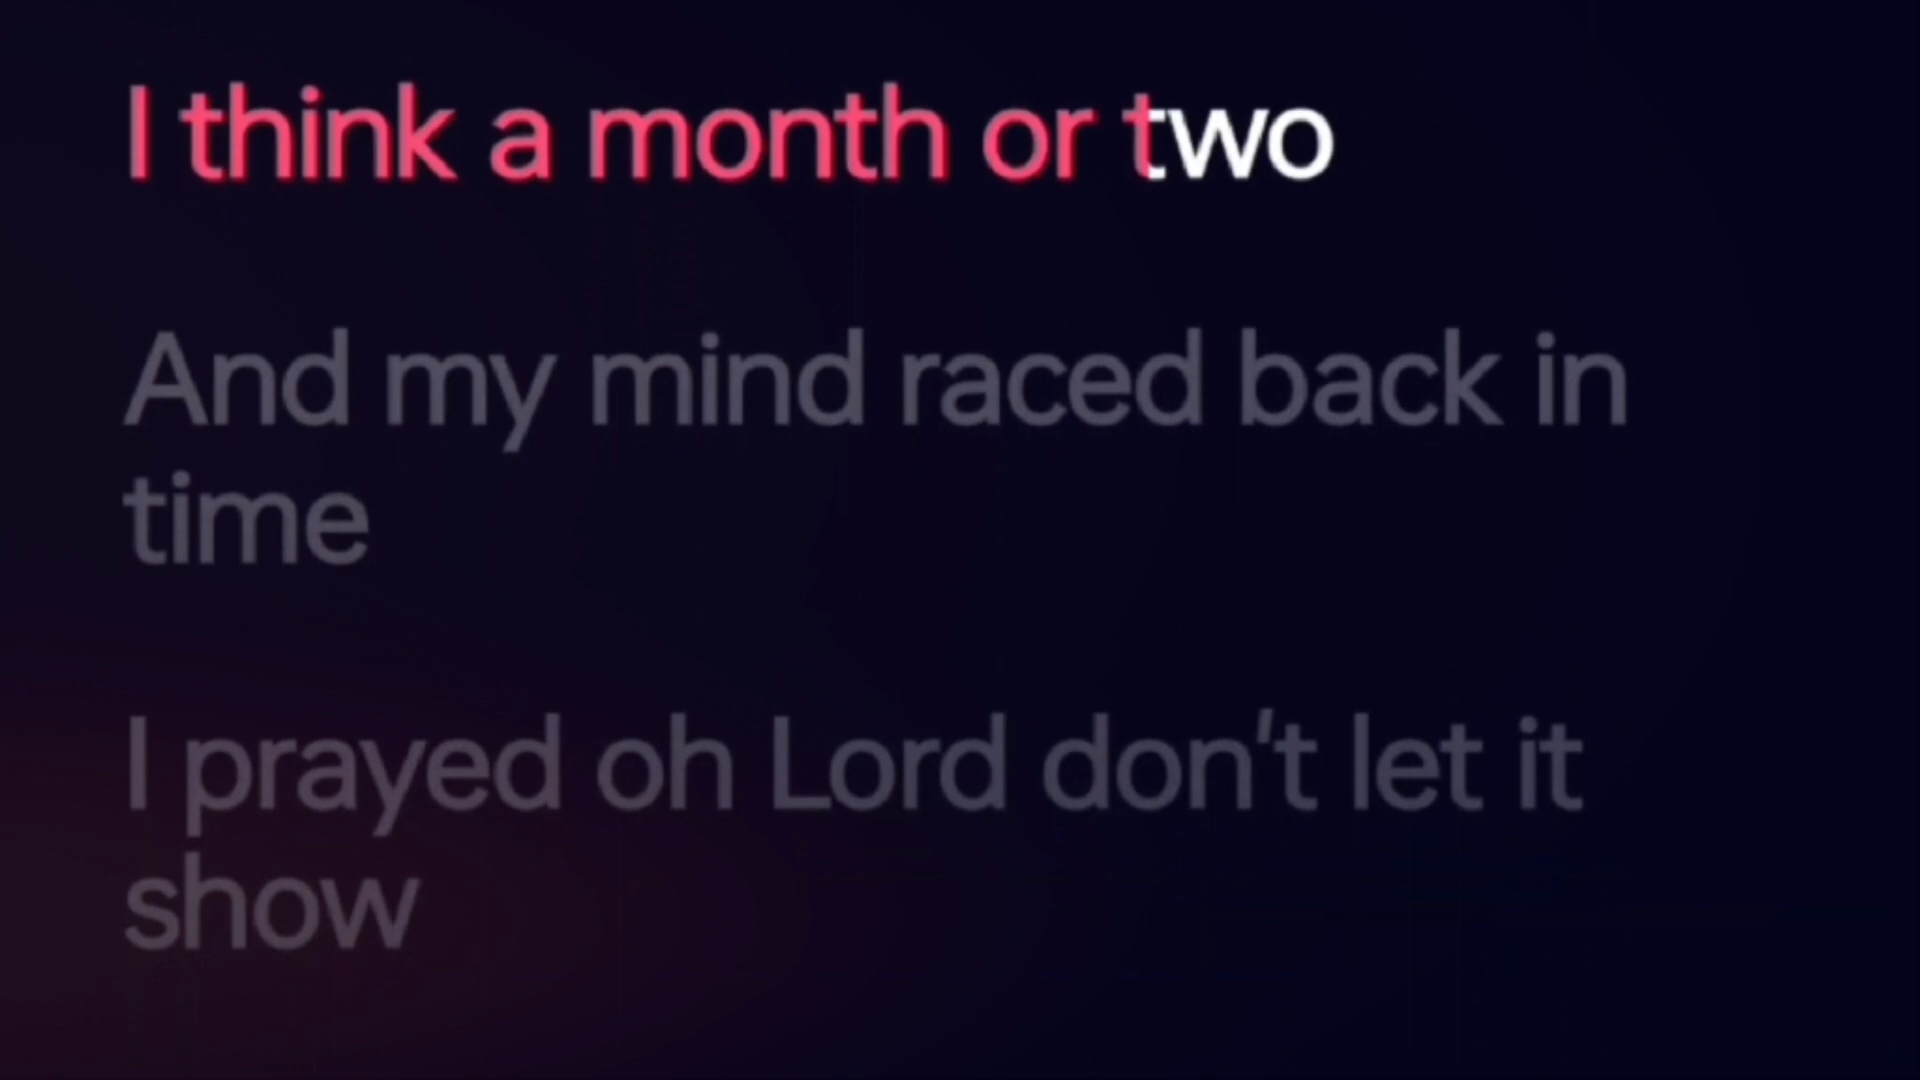 I think a month or two
And my mind raced back in
time
I prayed oh Lord don't let it
show